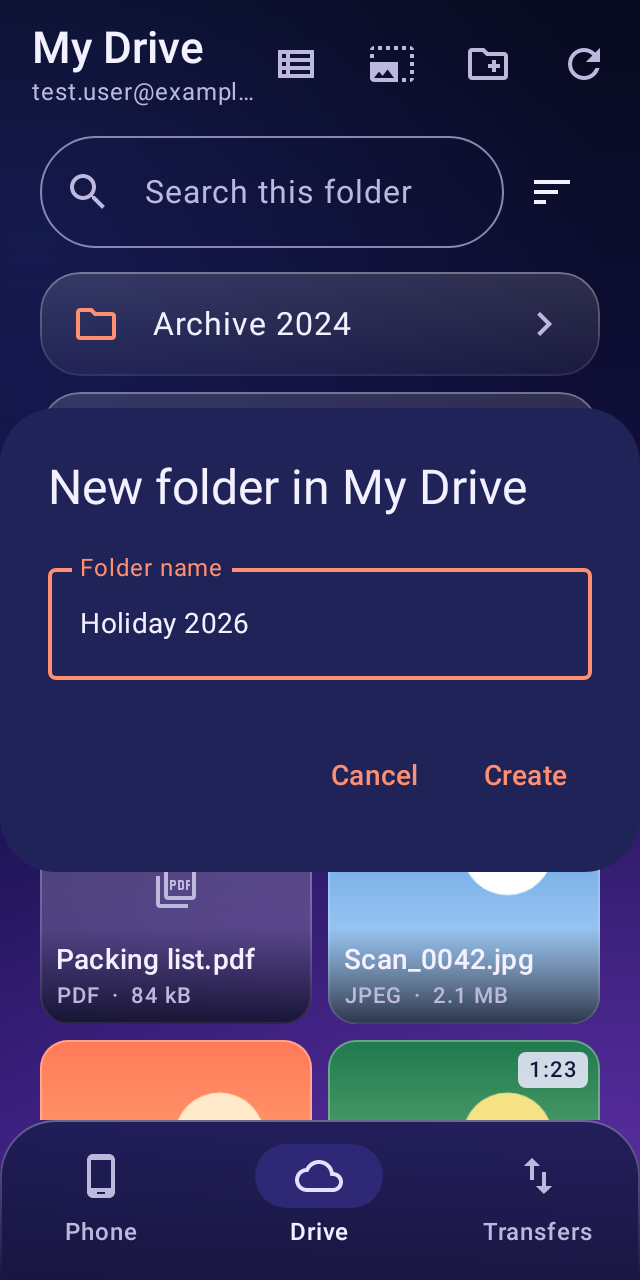 My Drive
test.user@exampl…
Search this folder
Archive 2024
New folder in My Drive
Folder name
Holiday 2026
Cancel
Create
PDF
Packing list.pdf
PDF · 84 kB
Scan_0042.jpg
JPEG · 2.1 MB
1:23
Phone
Drive
Transfers